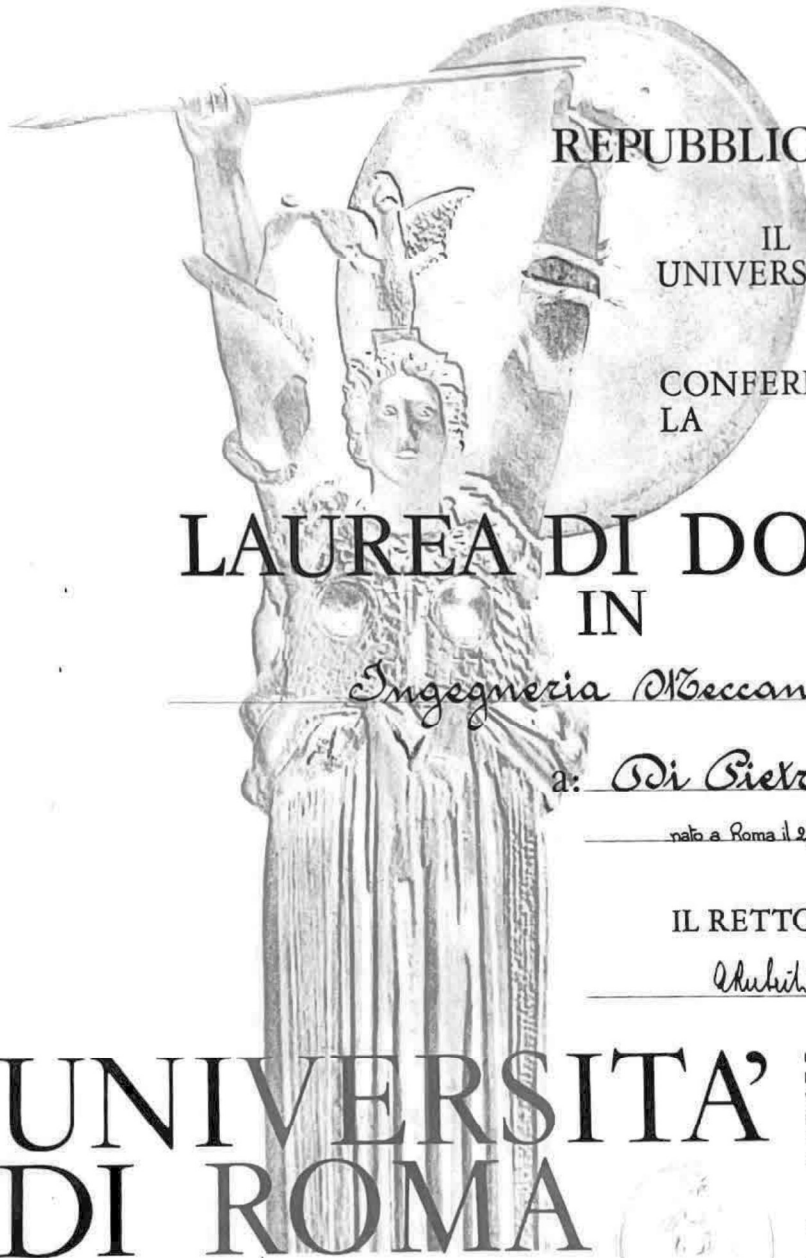 REPUBBLIC
IL
UNIVERS
CONFERI
LA
LAUREA DI DO
IN
Ingegneria Meccan
a: Di Pietr
nato a Roma il 2
IL RETTO
UNIVERSITA'
DI ROMA